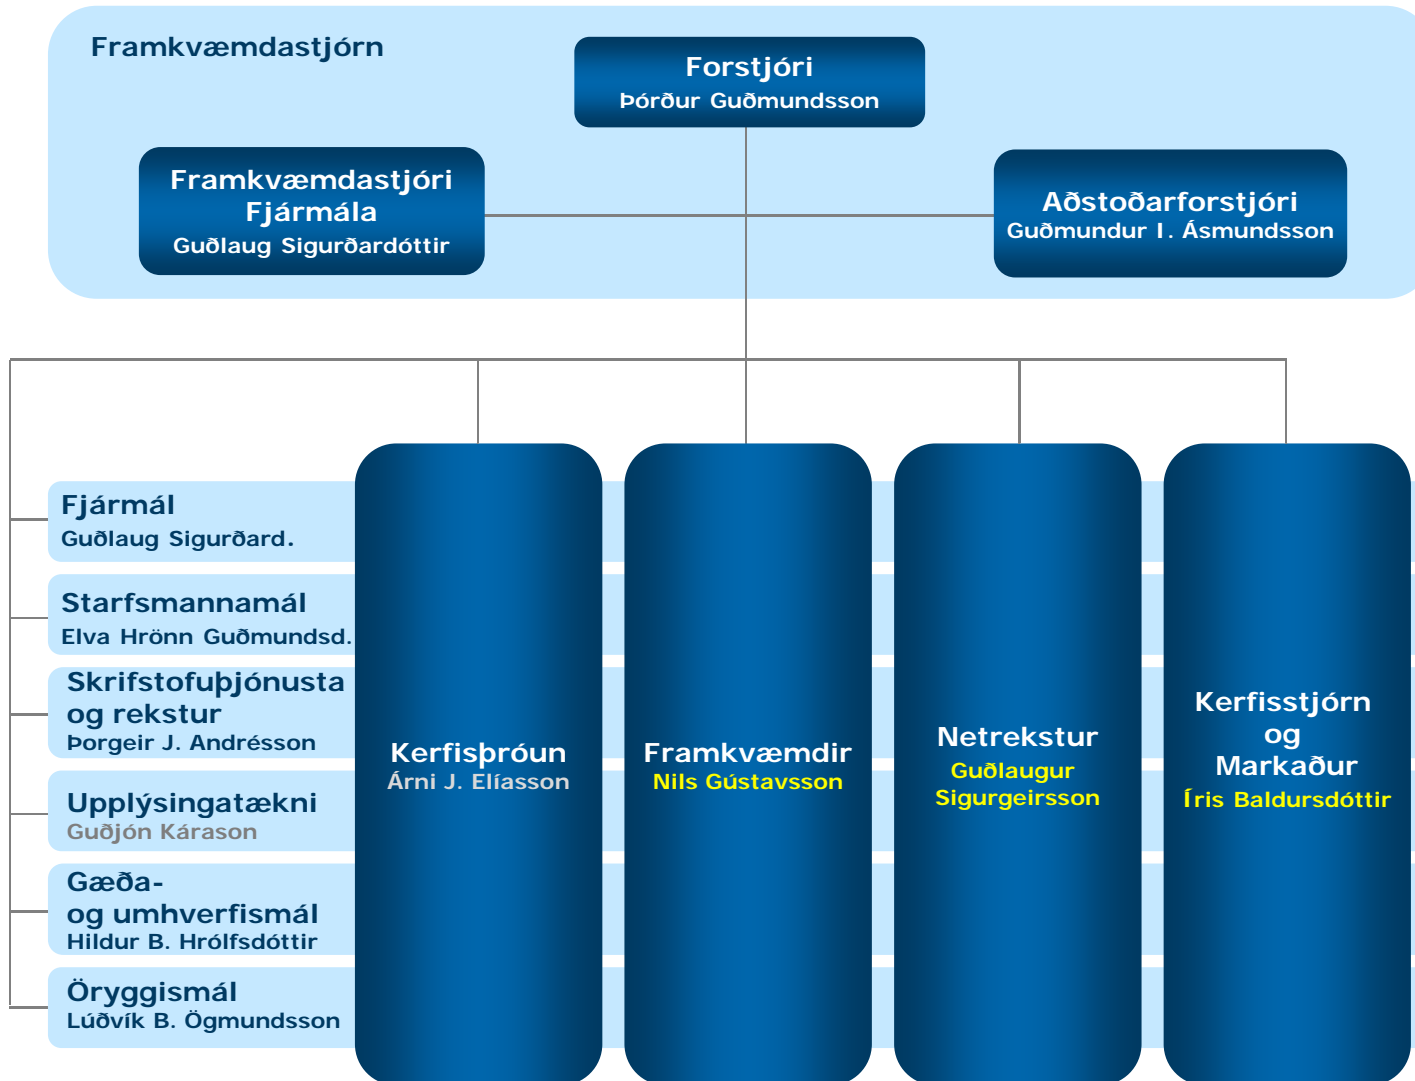 Framkvæmdastjórn
Forstjóri
Þórður Guðmundsson
Framkvæmdastjóri
Fjármála
Guðlaug Sigurðardóttir
Aðstoðarforstjóri
Guðmundur I. Ásmundsson
Fjármál
Guðlaug Sigurðard.
Starfsmannamál
Elva Hrönn Guðmundsd.
Skrifstofuþjónusta
og rekstur
Þorgeir J. Andrésson
Upplýsingatækni
Guðjón Kárason
Gæða-
og umhverfismál
Hildur B. Hrólfsdóttir
Öryggismál
Lúðvík B. Ögmundsson
Kerfisþróun
Árni J. Elíasson
Framkvæmdir
Nils Gústavsson
Netrekstur
Guðlaugur
Sigurgeirsson
Kerfisstjórn
og
Markaður
Íris Baldursdóttir